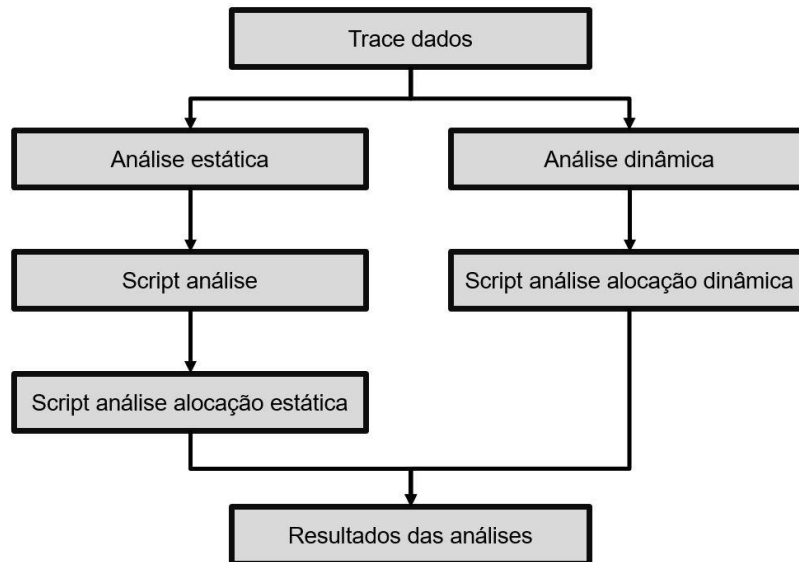 Trace dados
Análise estática
Análise dinâmica
Script análise
Script análise alocação dinâmica
Script análise alocação estática
Resultados das análises